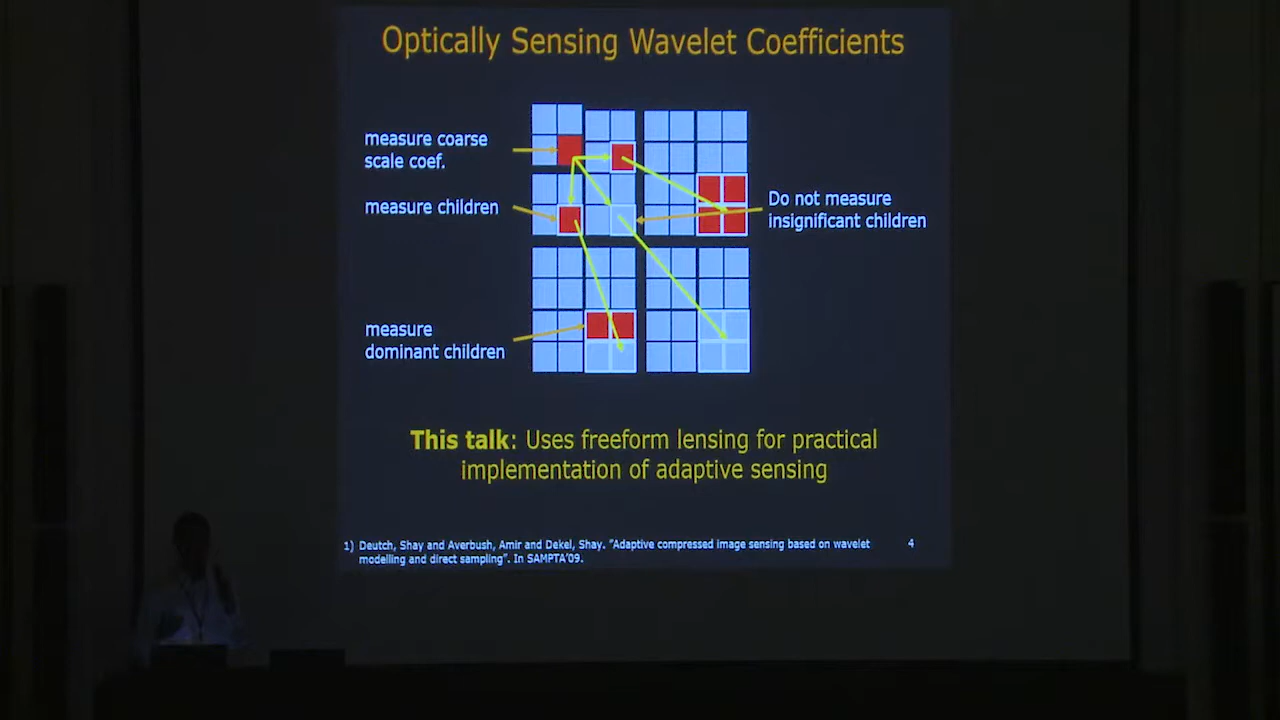 Optically Sensing Wavelet Coefficients
measure coarse
scale coef.
measure children
Do not measure
insignificant children
measure
dominant children
This talk: Uses freeform lensing for practical
implementation of adaptive sensing
1) Deutch, Shay and Averbush, Amir and Dekel, Shay. "Adaptive compressed image sensing based on wavelet
modelling and direct sampling". In SAMPTA'09.
4